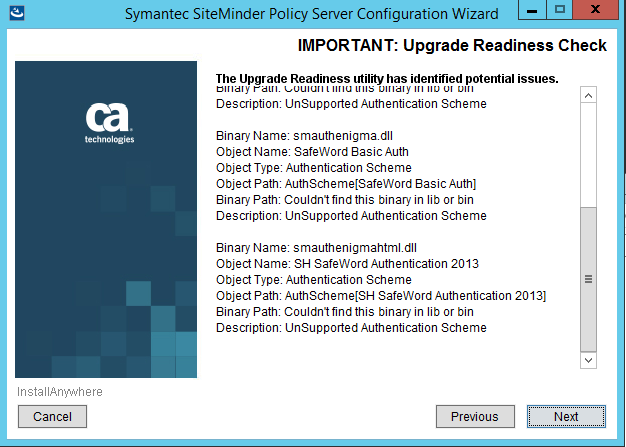 Symantec SiteMinder Policy Server Configuration Wizard
IMPORTANT: Upgrade Readiness Check
ca
technologies
The Upgrade Readiness utility has identified potential issues.
Binary Path: Couldn't find this binary in lib or bin
Description: UnSupported Authentication Scheme
Binary Name: smauthenigma.dll
Object Name: SafeWord Basic Auth
Object Type: Authentication Scheme
Object Path: AuthScheme[SafeWord Basic Auth]
Binary Path: Couldn't find this binary in lib or bin
Description: UnSupported Authentication Scheme
Binary Name: smauthenigmahtml.dll
Object Name: SH SafeWord Authentication 2013
Object Type: Authentication Scheme
Object Path: AuthScheme[SH SafeWord Authentication 2013]
Binary Path: Couldn't find this binary in lib or bin
Description: UnSupported Authentication Scheme
InstallAnywhere
Cancel
Previous
Next